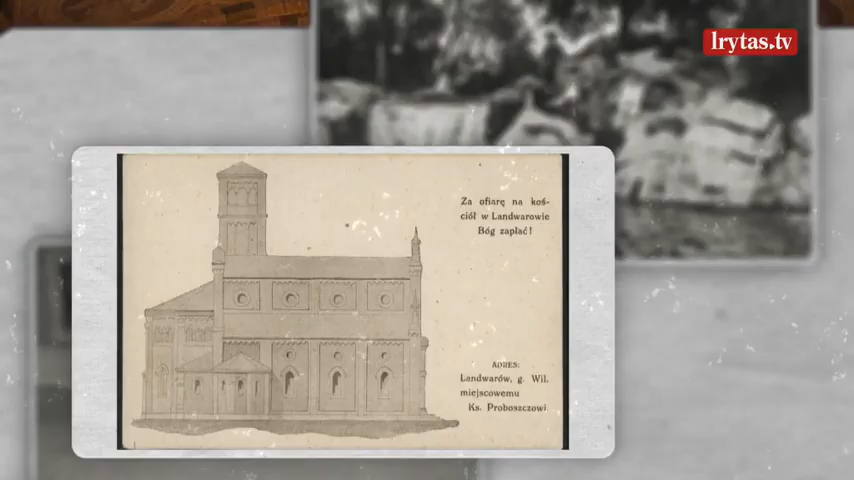 lrytas.tv
Za ofiarę na koś-
ciół w Landwarowie
Bóg zapłać!
ADRES:
Landwarów, g. Wil.
miejscowemu
Ks. Proboszczowi.